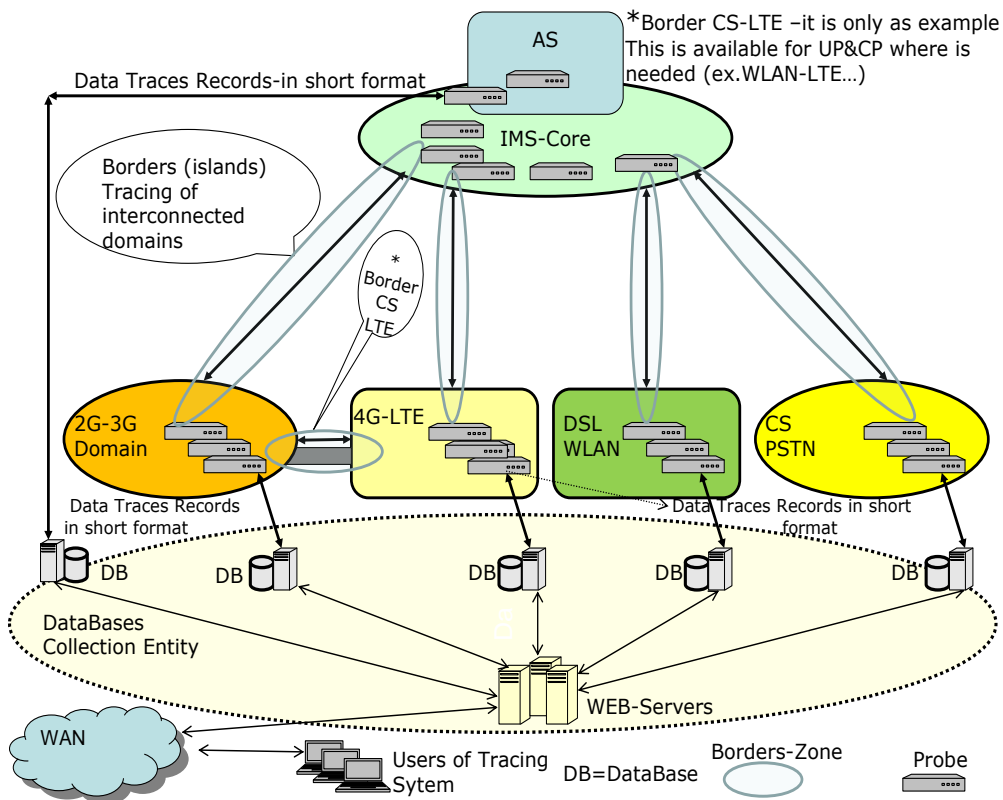 *Border CS-LTE –it is only as example
This is available for UP&CP where is
needed (ex.WLAN-LTE...)
AS
Data Traces Records-in short format
IMS-Core
Borders (islands)
Tracing of
interconnected
domains
*
Border
CS
LTE
2G-3G
Domain
4G-LTE
DSL
WLAN
CS
PSTN
Data Traces Records
in short format
Data Traces Records in short
format
DB
DB
DB
DB
DB
DataBases
Collection Entity
WEB-Servers
WAN
Users of Tracing
Sytem
DB=DataBase
Borders-Zone
Probe